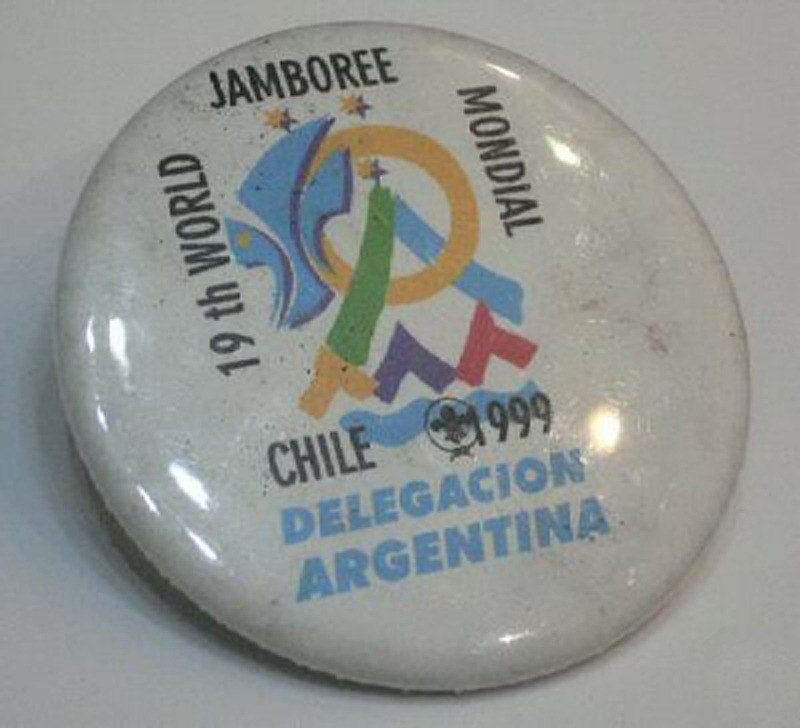 19 th WORLD
JAMBOREE
MONDIAL
CHILE 1999
DELEGACION
ARGENTINA